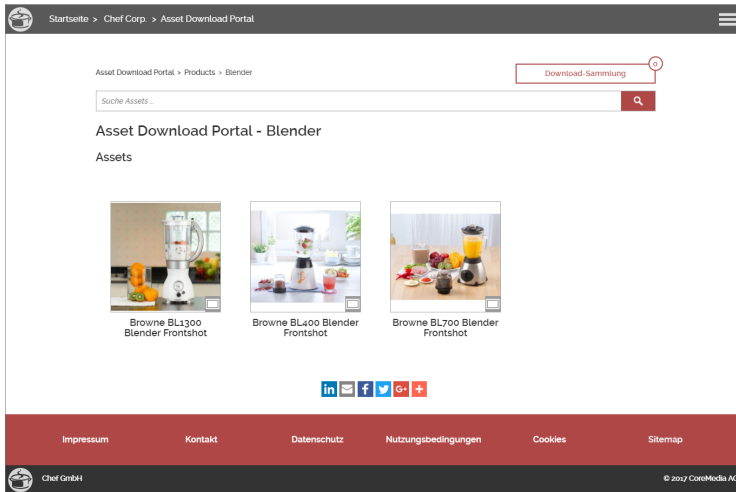 Startseite > Chef Corp. > Asset Download Portal
Asset Download Portal > Products > Blender
Download-Sammlung
0
Suche Assets ..
Asset Download Portal - Blender
Assets
Browne BL1300
Blender Frontshot
Browne BL400 Blender
Frontshot
Browne BL700 Blender
Frontshot
in
f
G+
+
Impressum
Kontakt
Datenschutz
Nutzungsbedingungen
Cookies
Sitemap
Chef GmbH
© 2017 CoreMedia AG